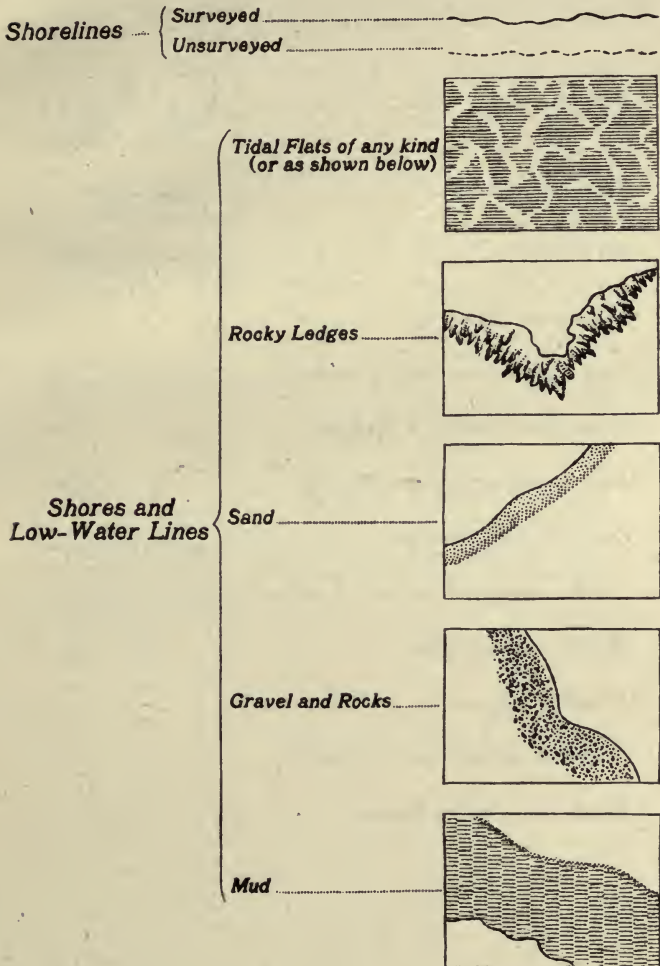 Shorelines
Surveyed
Unsurveyed
Tidal Flats of any kind
(or as shown below)
Rocky Ledges
Shores and
Low-Water Lines
Sand
Gravel and Rocks
Mud